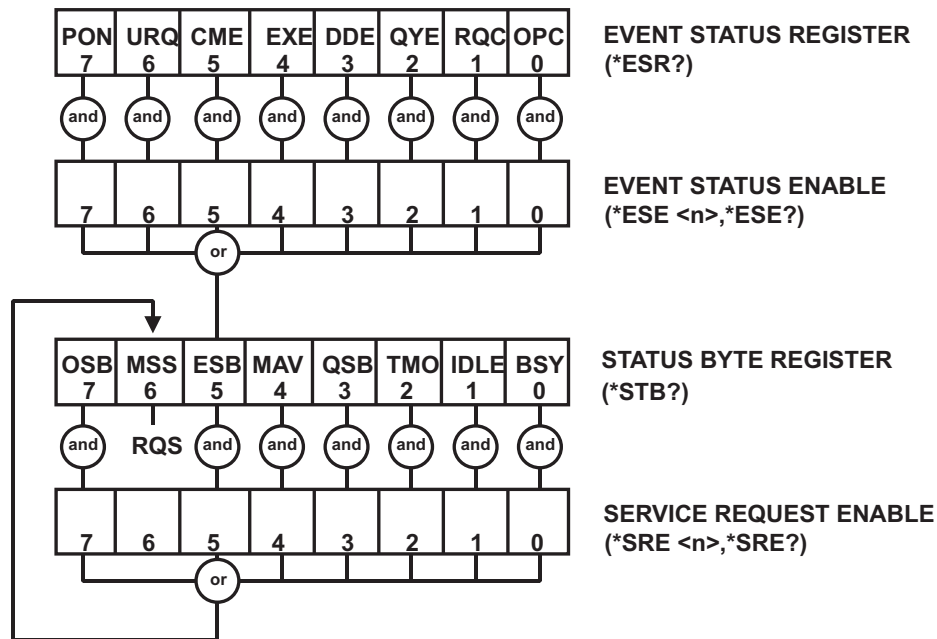 PON URQ CME EXE DDE QYE RQC OPC
7 6 5 4 3 2 1 0
EVENT STATUS REGISTER
(*ESR?)
and and and and and and and and
7 6 5 4 3 2 1 0
EVENT STATUS ENABLE
(*ESE <n>,*ESE?)
or
OSB MSS ESB MAV QSB TMO IDLE BSY
7 6 5 4 3 2 1 0
STATUS BYTE REGISTER
(*STB?)
and RQS and and and and and and
7 6 5 4 3 2 1 0
SERVICE REQUEST ENABLE
(*SRE <n>,*SRE?)
or